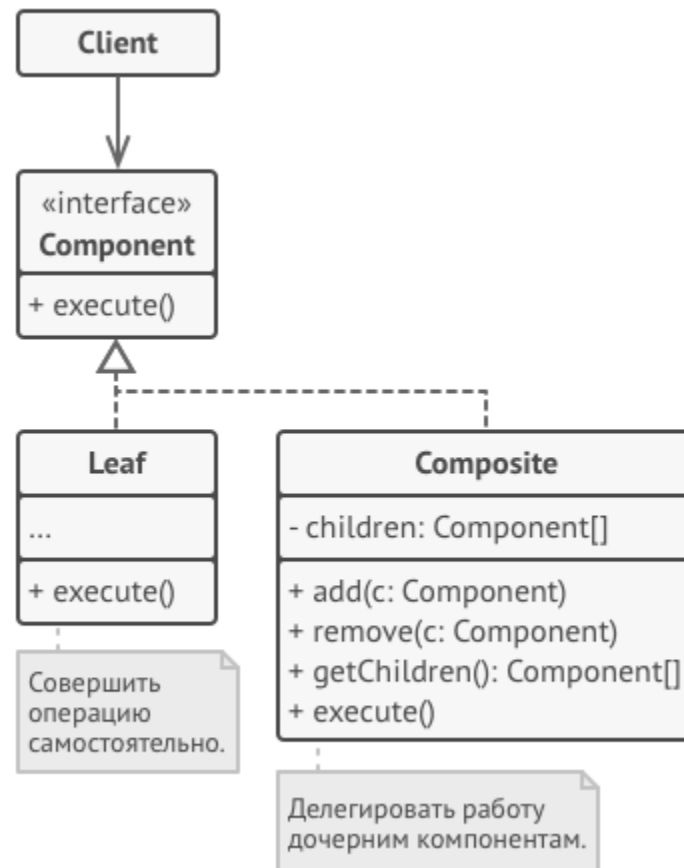 Client
«interface»
Component
+ execute()
Leaf
...
+ execute()
Совершить
операцию
самостоятельно.
Composite
- children: Component[]
+ add(c: Component)
+ remove(c: Component)
+ getChildren(): Component[]
+ execute()
Делегировать работу
дочерним компонентам.